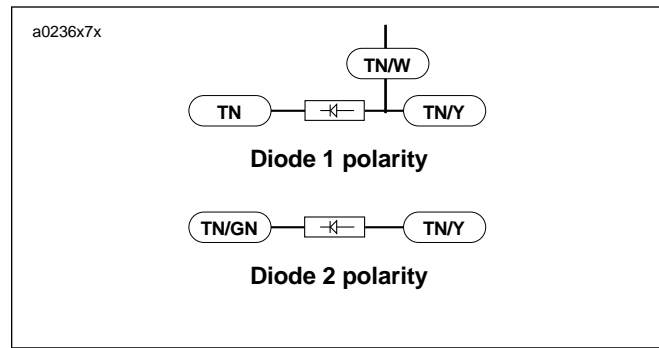 a0236x7x
TN/W
TN TN/Y
Diode 1 polarity
TN/GN TN/Y
Diode 2 polarity